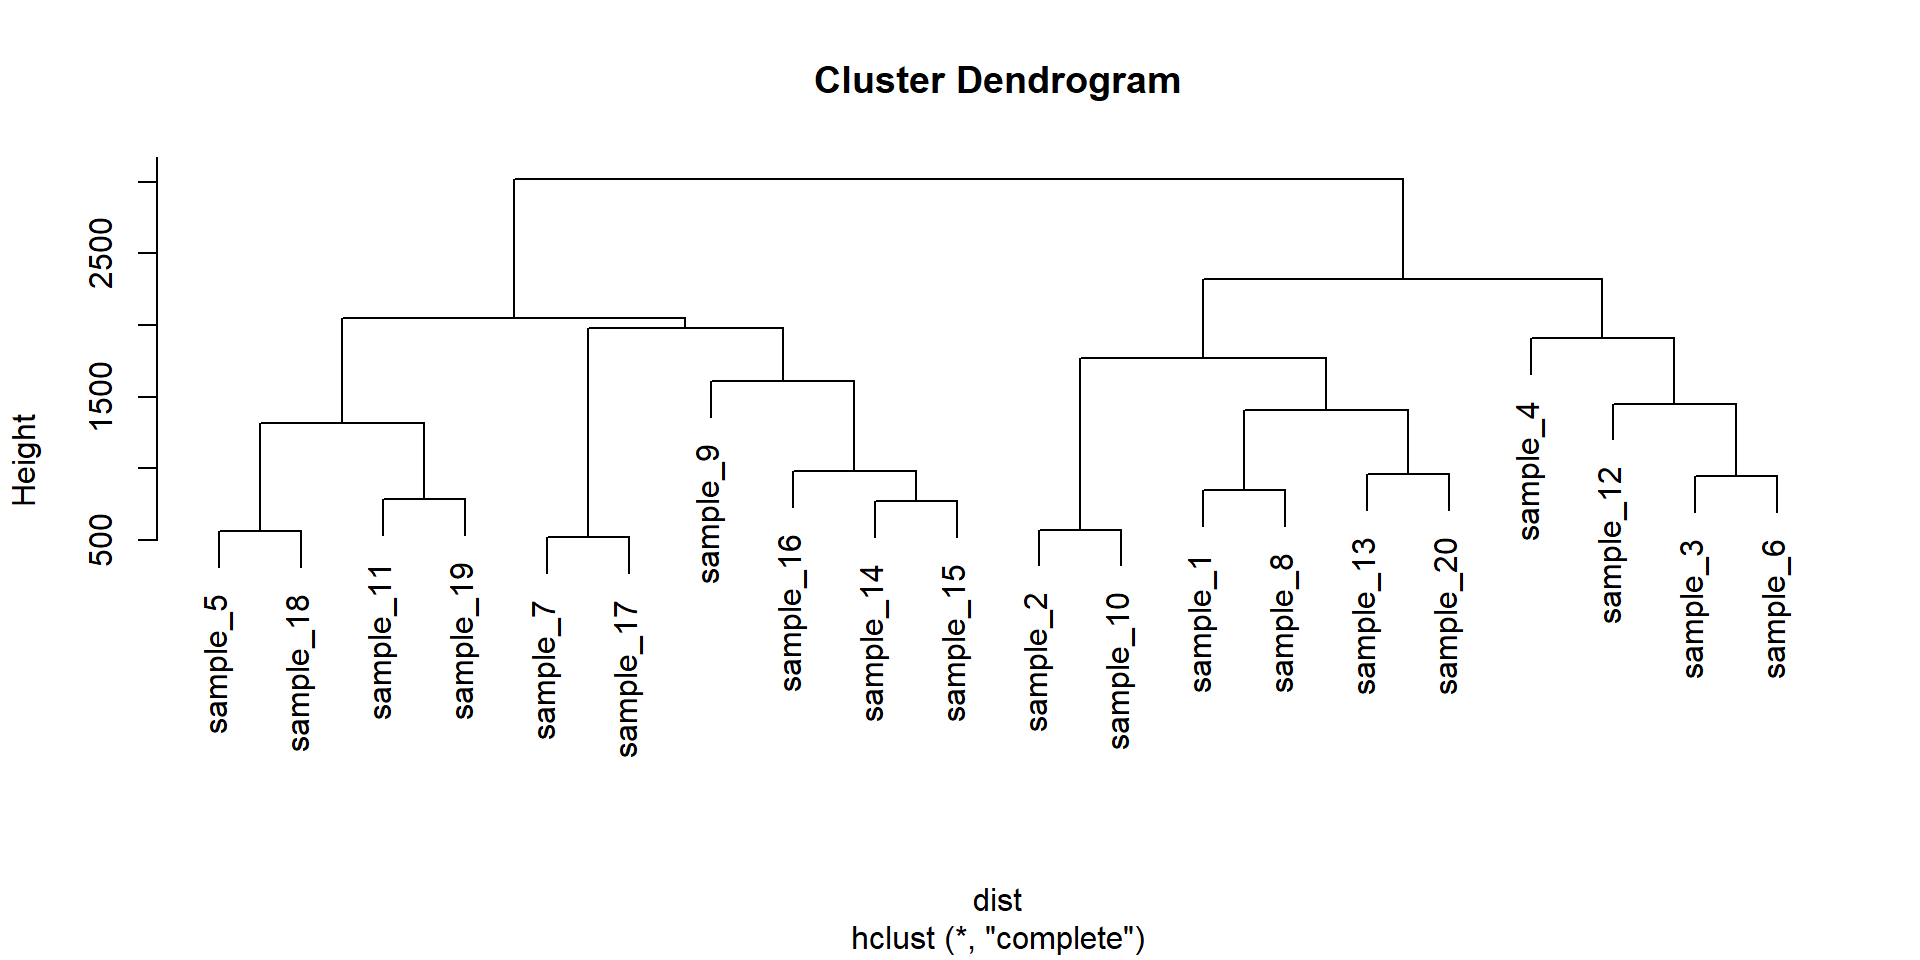 Cluster Dendrogram
Height
2500
1500
500
sample_5
sample_18
sample_11
sample_19
sample_7
sample_17
sample_9
sample_16
sample_14
sample_15
sample_2
sample_10
sample_1
sample_8
sample_13
sample_20
sample_4
sample_12
sample_3
sample_6
dist
hclust (*, "complete")